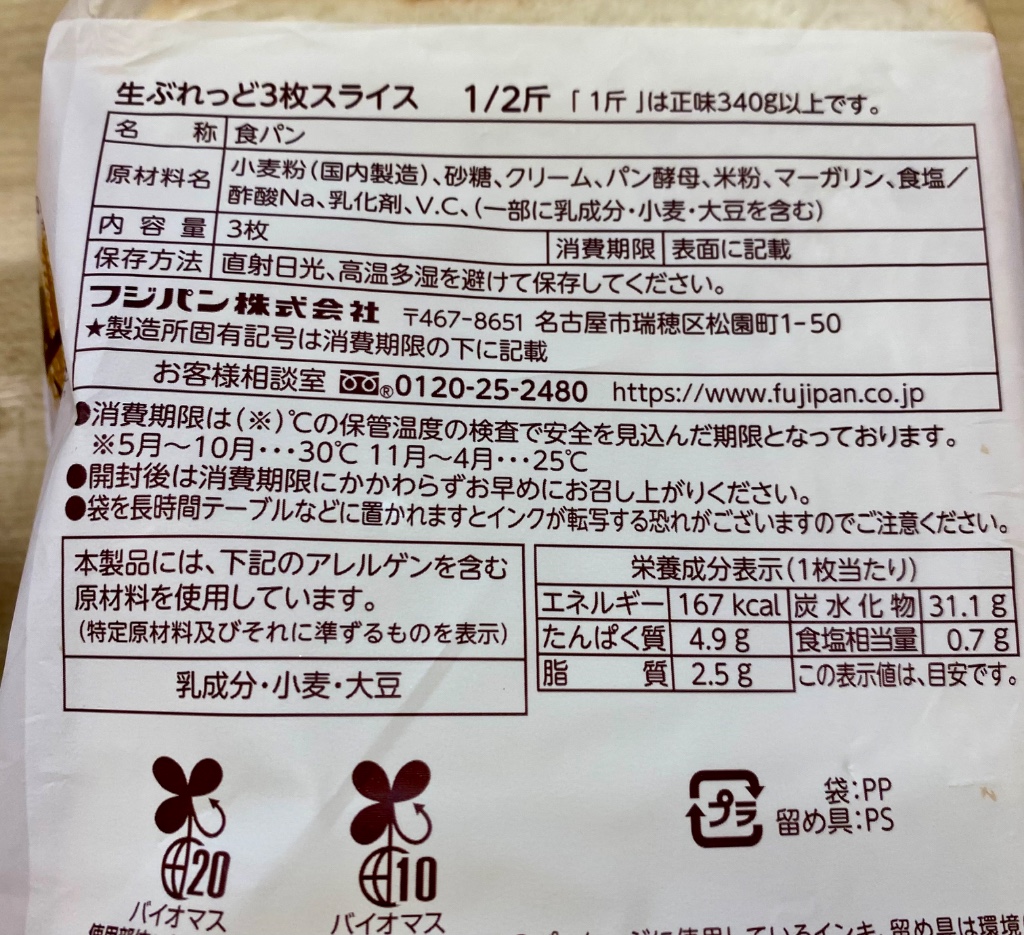 生ぶれっど3枚スライス 1/2斤 「1斤」は正味340g以上です。
名称 食パン
原材料名 小麦粉(国内製造)、砂糖、クリーム、パン酵母、米粉、マーガリン、食塩／
酢酸Na、乳化剤、V.C、(一部に乳成分・小麦・大豆を含む)
内容量 3枚 消費期限 表面に記載
保存方法 直射日光、高温多湿を避けて保存してください。
フジパン株式会社 〒467-8651 名古屋市瑞穂区松園町1-50
★製造所固有記号は消費期限の下に記載
お客様相談室 ®0120-25-2480 https://www.fujipan.co.jp
●消費期限は(※)℃の保管温度の検査で安全を見込んだ期限となっております。
※5月〜10月・・・30℃ 11月〜4月・・・25℃
●開封後は消費期限にかかわらずお早めにお召し上がりください。
●袋を長時間テーブルなどに置かれますとインクが転写する恐れがございますのでご注意ください。
本製品には、下記のアレルゲンを含む
原材料を使用しています。
(特定原材料及びそれに準ずるものを表示)
乳成分・小麦・大豆
栄養成分表示(1枚当たり)
エネルギー 167 kcal 炭水化物 31.1 g
たんぱく質 4.9 g 食塩相当量 0.7 g
脂質 2.5 g この表示値は、目安です。
20
バイオマス
10
バイオマス
プラ
袋:PP
留め具:PS
に使用しているインキ、留め具は環境